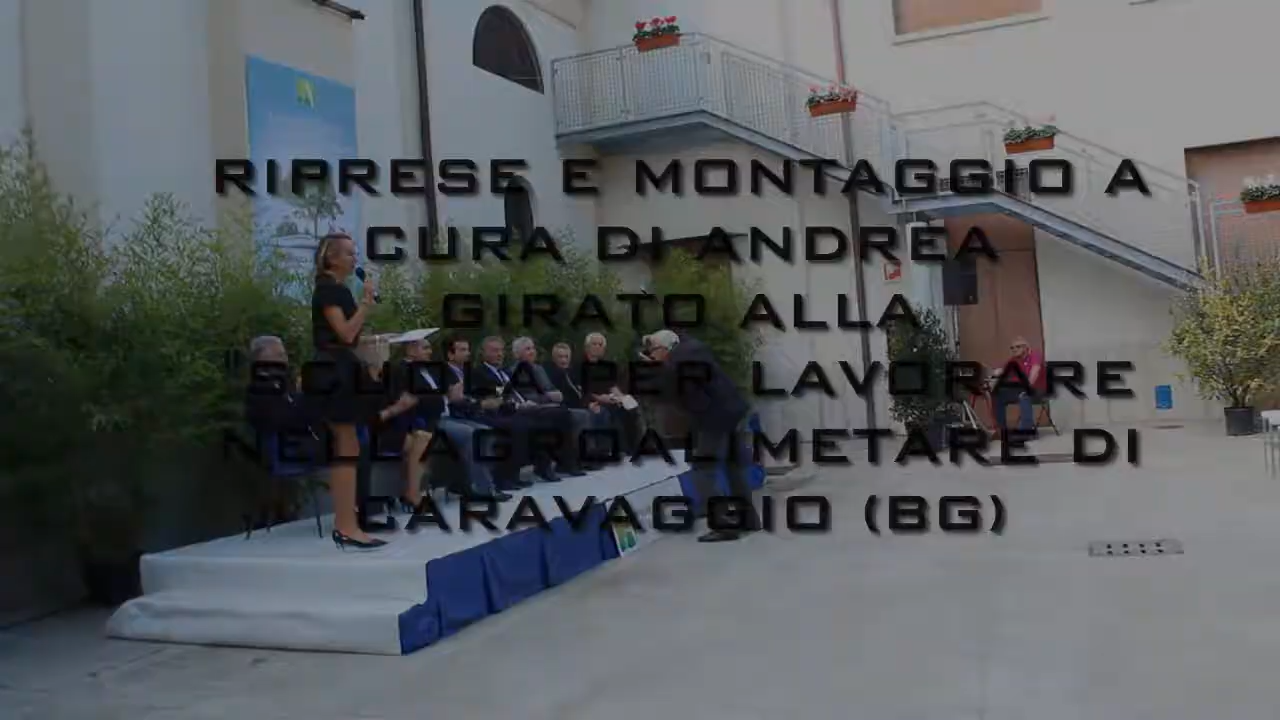 RIPRESE E MONTAGGIO A
CURA DI ANDREA
GIRATO ALLA
"SCUOLA PER LAVORARE
NELL'AGROALIMETARE DI
CARAVAGGIO (BG)